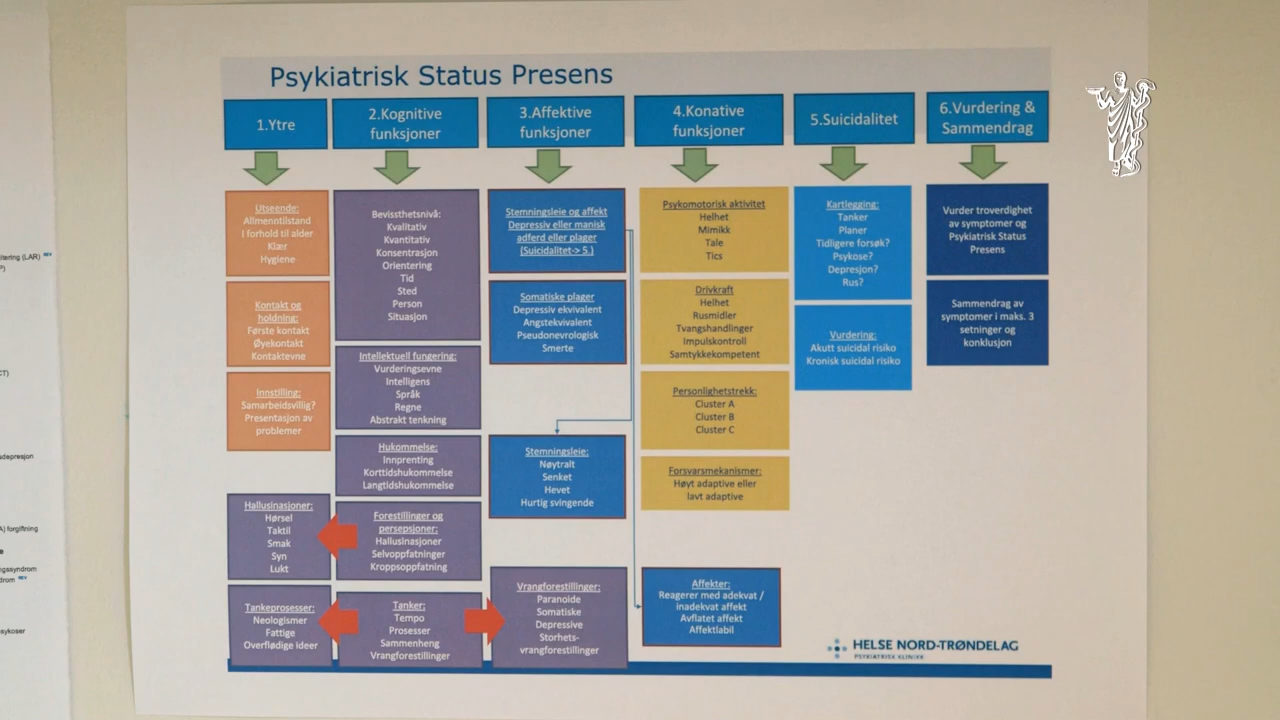 Psykiatrisk Status Presens
1.Ytre
2.Kognitive
funksjoner
3.Affektive
funksjoner
4.Konative
funksjoner
5.Suicidalitet
6.Vurdering &
Sammendrag
Utseende:
Allmenntilstand
I forhold til alder
Klær
Hygiene
Kontakt og
holdning:
Første kontakt
Øyekontakt
Kontaktevne
Innstilling:
Samarbeidsvillig?
Presentasjon av
problemer
Hallusinasjoner:
Hørsel
Taktil
Smak
Syn
Lukt
Tankeprosesser:
Neologismer
Fattige
Overflødige ideer
Bevissthetsnivå:
Kvalitativ
Kvantitativ
Konsentrasjon
Orientering
Tid
Sted
Person
Situasjon
Intellektuell fungering:
Vurderingsevne
Intelligens
Språk
Regne
Abstrakt tenkning
Hukommelse:
Innprenting
Korttidshukommelse
Langtidshukommelse
Forestillinger og
persepsjoner:
Hallusinasjoner
Selvoppfatninger
Kroppsoppfatning
Tanker:
Tempo
Prosesser
Sammenheng
Vrangforestillinger
Stemningsleie og affekt
Depressiv eller manisk
adferd eller plager
(Suicidalitet-> 5.)
Somatiske plager
Depressiv ekvivalent
Angstekvivalent
Pseudonevrologisk
Smerte
Stemningsleie:
Nøytralt
Senket
Hevet
Hurtig svingende
Vrangforestillinger:
Paranoide
Somatiske
Depressive
Storhets-
vrangforestillinger
Psykomotorisk aktivitet
Helhet
Mimikk
Tale
Tics
Drivkraft
Helhet
Rusmidler
Tvangshandlinger
Impulskontroll
Samtykkekompetent
Personlighetstrekk:
Cluster A
Cluster B
Cluster C
Forsvarsmekanismer:
Høyt adaptive eller
lavt adaptive
Affekter:
Reagerer med adekvat /
inadekvat affekt
Avflatet affekt
Affektlabil
Kartlegging:
Tanker
Planer
Tidligere forsøk?
Psykose?
Depresjon?
Rus?
Vurdering:
Akutt suicidal risiko
Kronisk suicidal risiko
Vurder troverdighet
av symptomer og
Psykiatrisk Status
Presens
Sammendrag av
symptomer i maks. 3
setninger og
konklusjon
HELSE NORD-TRØNDELAG
PSYKIATRISK KLINIKK
(LAR)
forgiftning